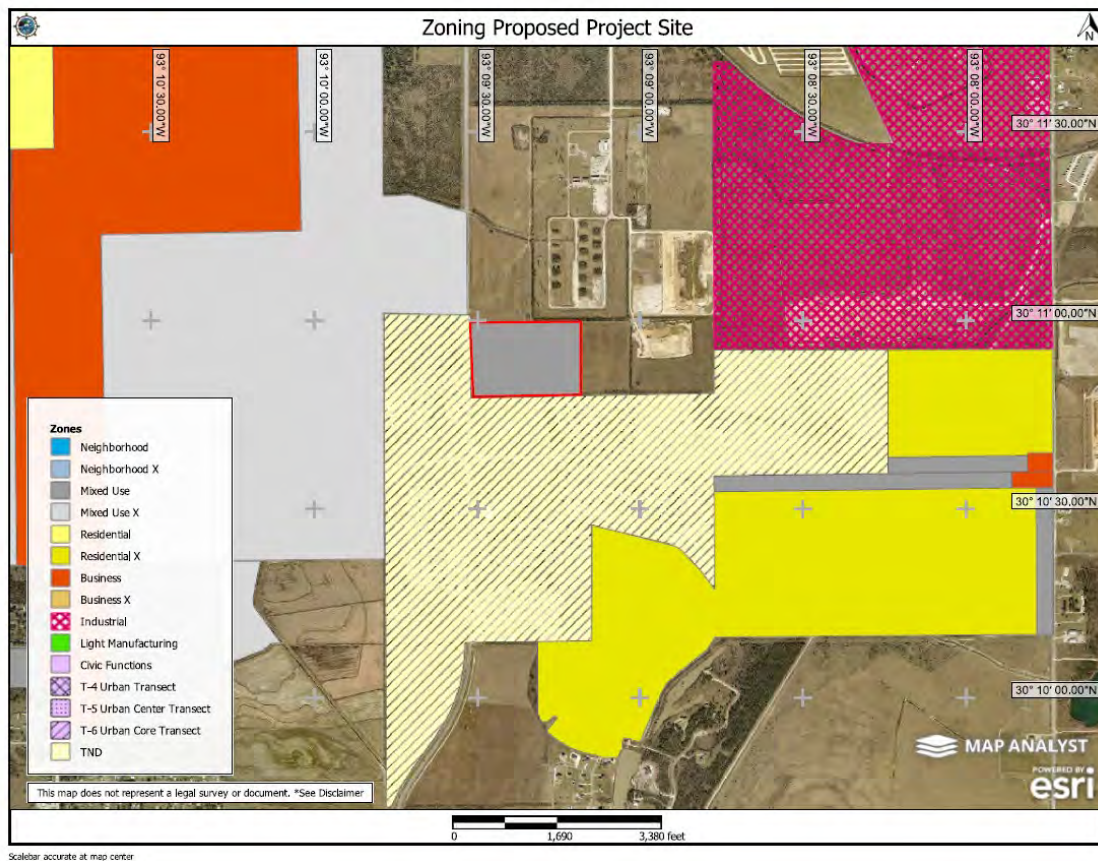 Zoning Proposed Project Site
N
93° 10' 30.00"W
93° 10' 00.00"W
93° 09' 30.00"W
93° 09' 00.00"W
93° 08' 30.00"W
93° 08' 00.00"W
30° 11' 30.00"N
30° 11' 00.00"N
30° 10' 30.00"N
30° 10' 00.00"N
Zones
Neighborhood
Neighborhood X
Mixed Use
Mixed Use X
Residential
Residential X
Business
Business X
Industrial
Light Manufacturing
Civic Functions
T-4 Urban Transect
T-5 Urban Center Transect
T-6 Urban Core Transect
TND
MAP ANALYST
POWERED BY
esri
This map does not represent a legal survey or document. *See Disclaimer
0 1,690 3,380 feet
Scalebar accurate at map center